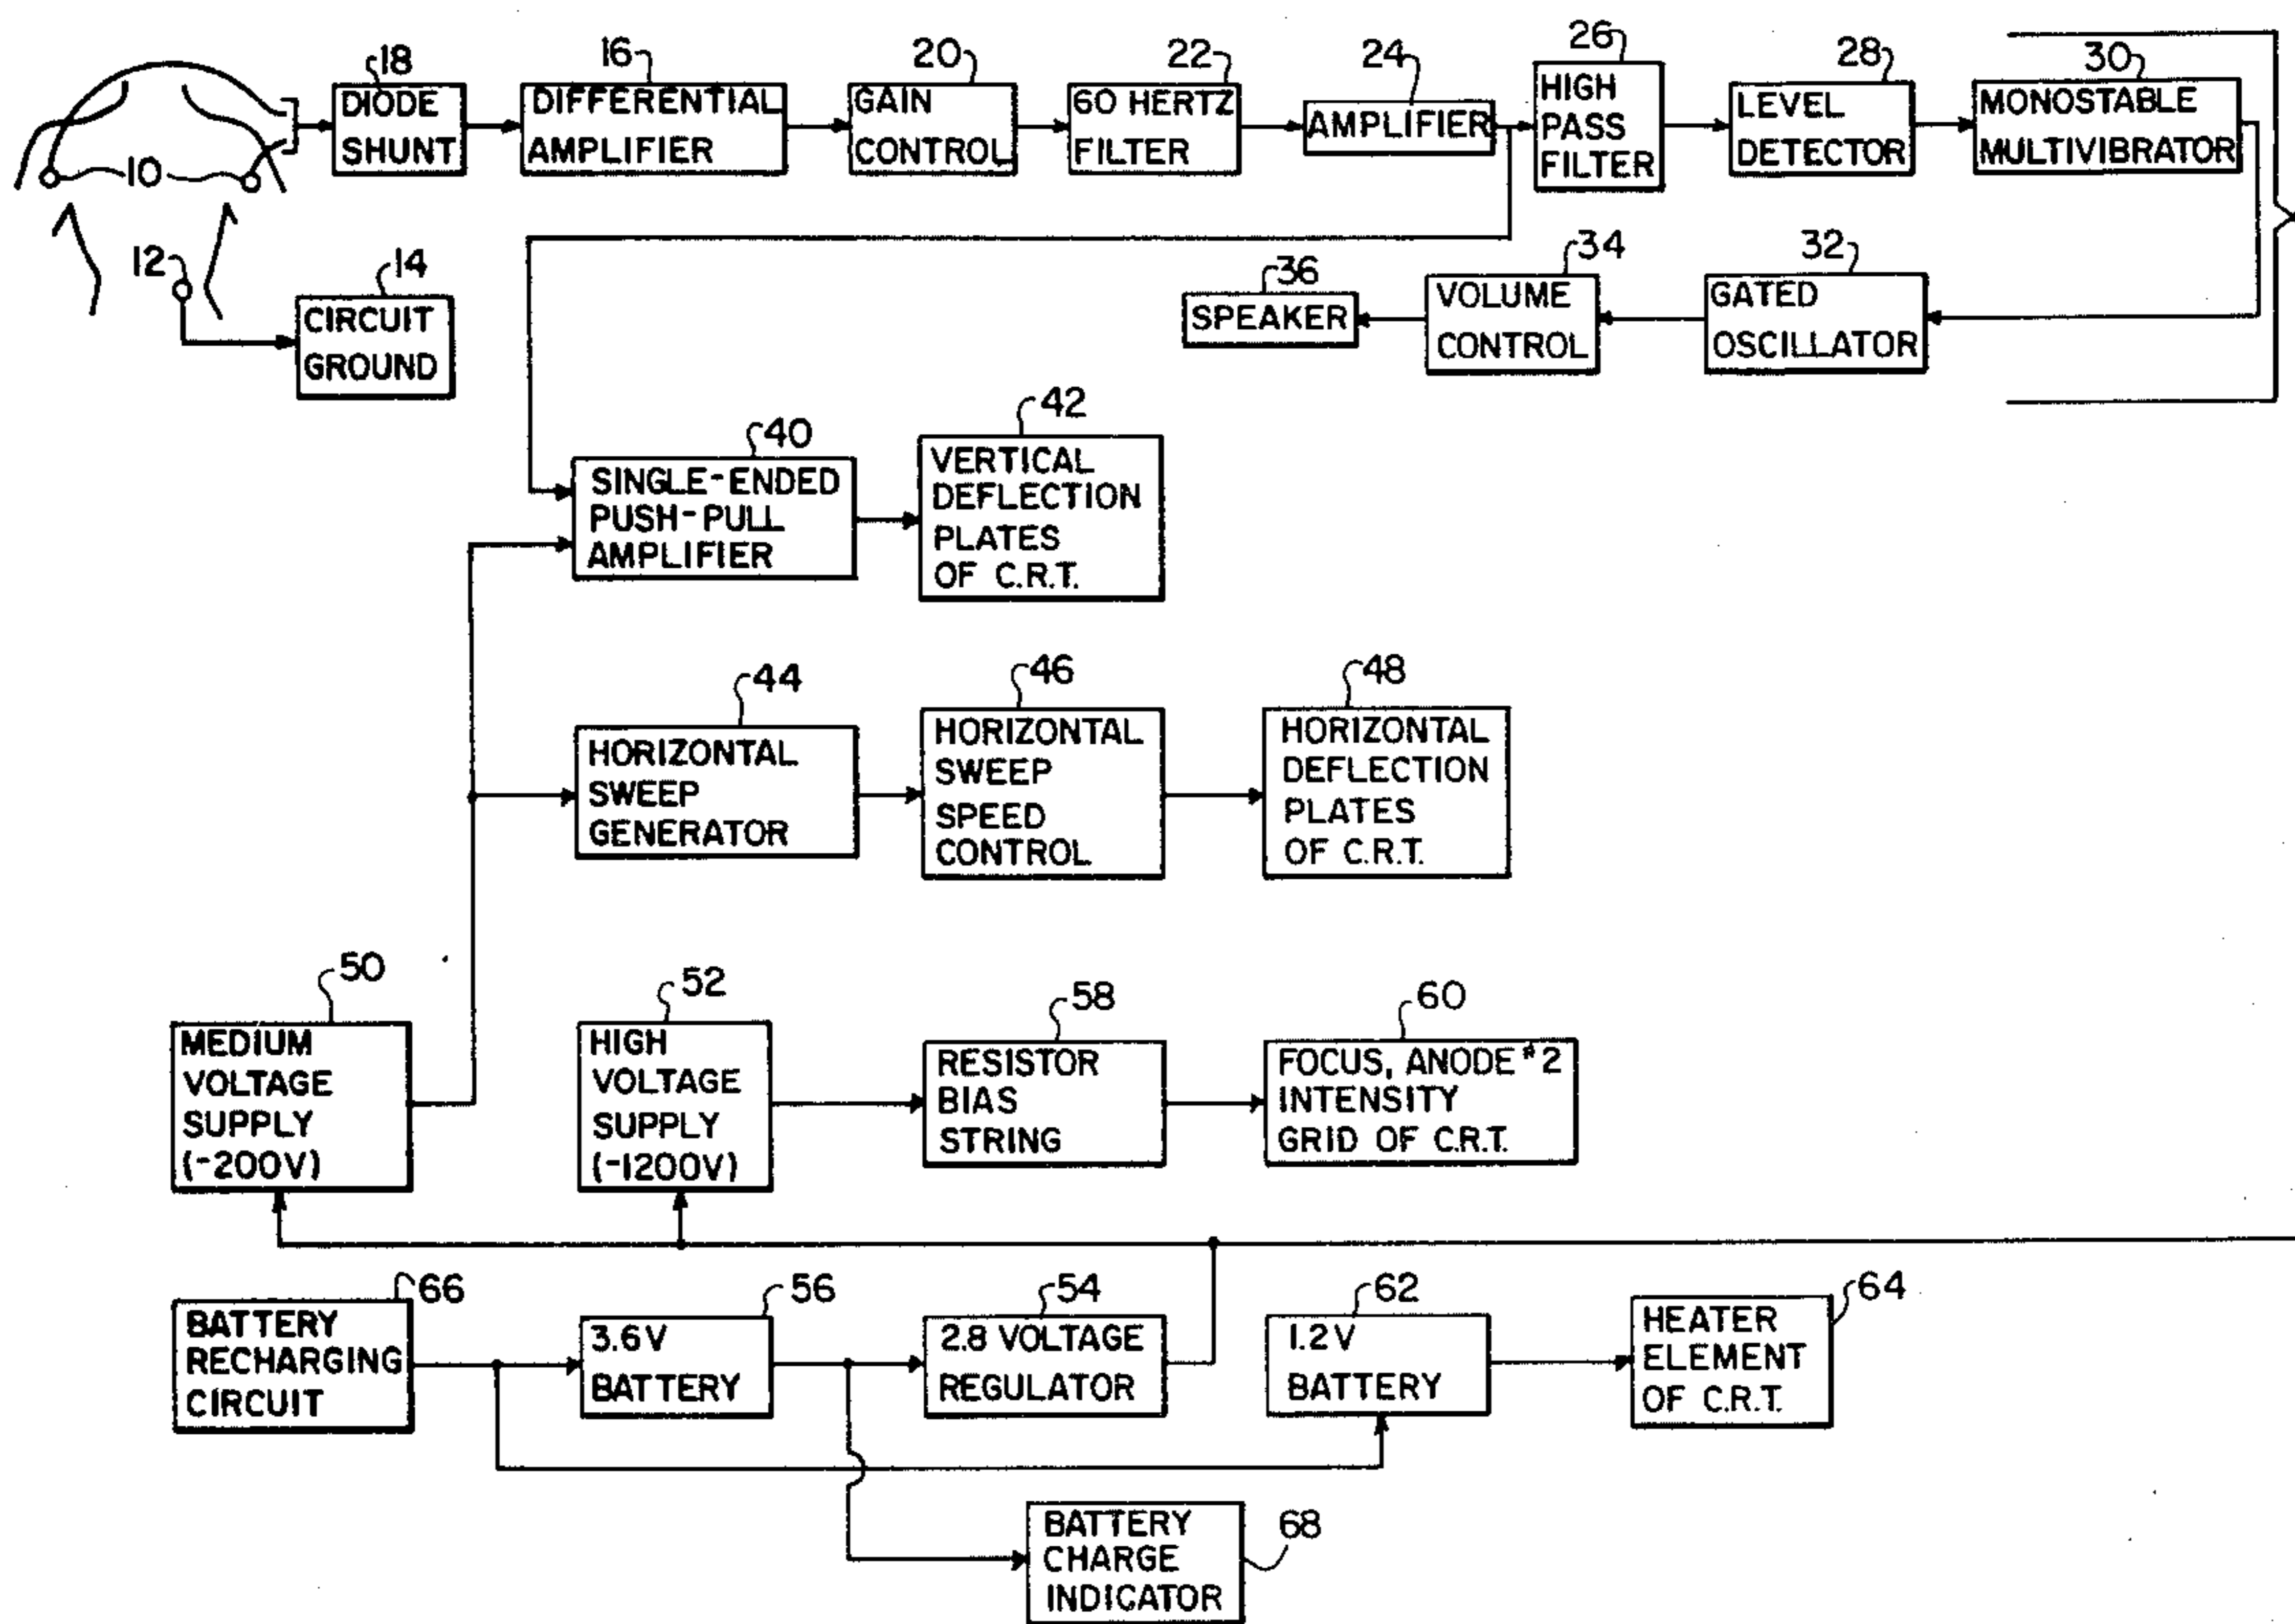 18
DIODE
SHUNT
16
DIFFERENTIAL
AMPLIFIER
20
GAIN
CONTROL
22
60 HERTZ
FILTER
24
AMPLIFIER
26
HIGH
PASS
FILTER
28
LEVEL
DETECTOR
30
MONOSTABLE
MULTIVIBRATOR
10
12
14
CIRCUIT
GROUND
36
SPEAKER
34
VOLUME
CONTROL
32
GATED
OSCILLATOR
40
SINGLE-ENDED
PUSH-PULL
AMPLIFIER
42
VERTICAL
DEFLECTION
PLATES
OF C.R.T.
44
HORIZONTAL
SWEEP
GENERATOR
46
HORIZONTAL
SWEEP
SPEED
CONTROL
48
HORIZONTAL
DEFLECTION
PLATES
OF C.R.T.
50
MEDIUM
VOLTAGE
SUPPLY
(-200V)
52
HIGH
VOLTAGE
SUPPLY
(-1200V)
58
RESISTOR
BIAS
STRING
60
FOCUS, ANODE #2
INTENSITY
GRID OF C.R.T.
66
BATTERY
RECHARGING
CIRCUIT
56
3.6V
BATTERY
54
2.8 VOLTAGE
REGULATOR
62
1.2V
BATTERY
64
HEATER
ELEMENT
OF C.R.T.
68
BATTERY
CHARGE
INDICATOR